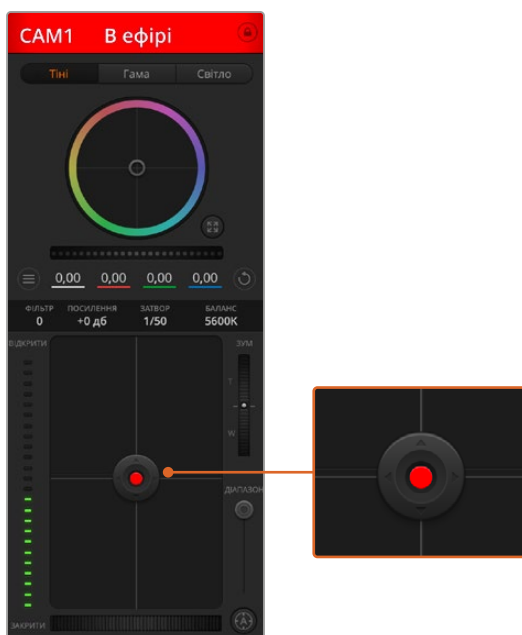 CAM1 В ефірі
Тіні Гама Світло
0,00 0,00 0,00 0,00
ФІЛЬТР ПОСИЛЕННЯ ЗАТВОР БАЛАНС
0 +0 дб 1/50 5600K
ВІДКРИТИ ЗУМ
T
W
ДІАПАЗОН
ЗАКРИТИ A